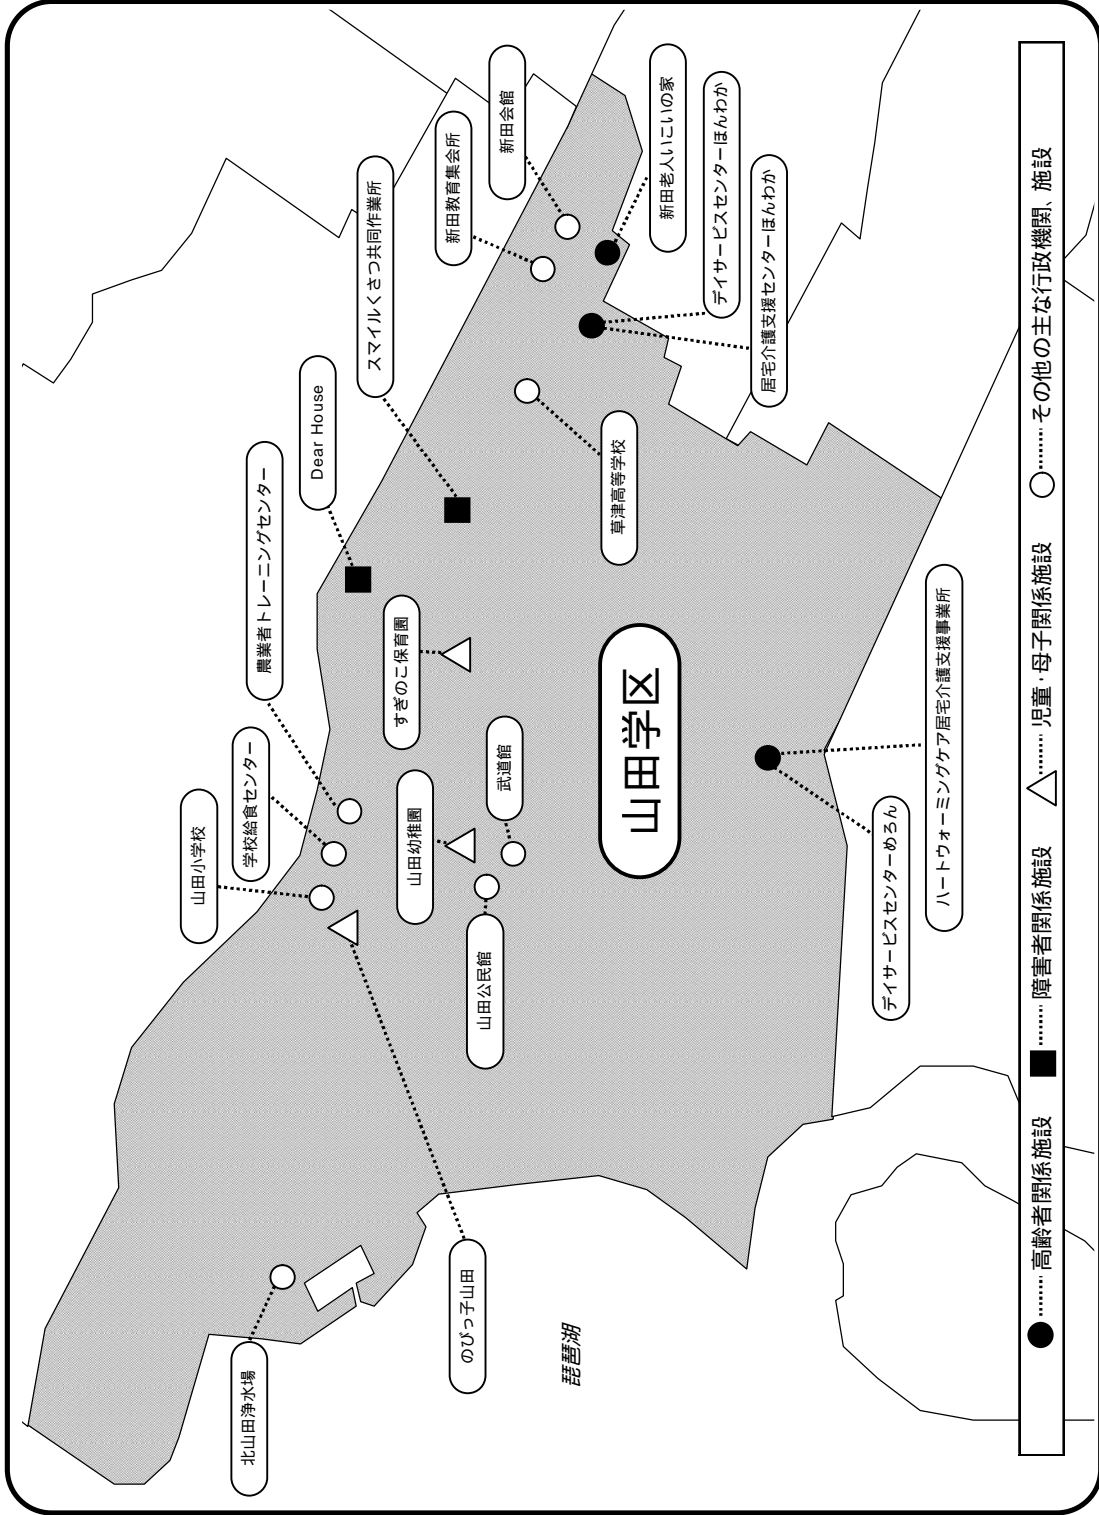 北山田浄水場
山田小学校
学校給食センター
農業者トレーニングセンター
Dear House
スマイルくさつ共同作業所
新田教育集会所
新田会館
新田老人いこいの家
デイサービスセンターほんわか
居宅介護支援センターほんわか
草津高等学校
すぎのこ保育園
山田幼稚園
武道館
山田公民館
のびっ子山田
琵琶湖
山田学区
デイサービスセンターめろん
ハートウォーミングケア居宅介護支援事業所
●……高齢者関係施設 ■……障害者関係施設 △……児童・母子関係施設 ○……その他の主な行政機関、施設